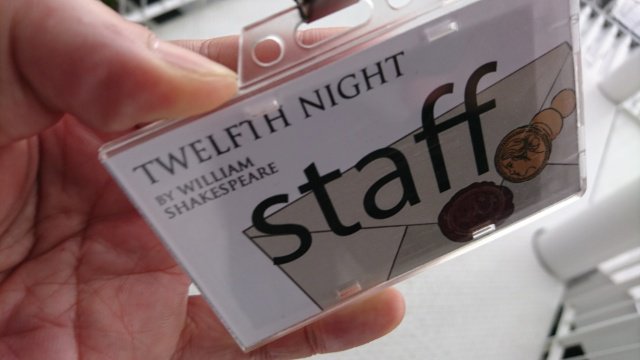 TWELFTH NIGHT
BY WILLIAM
SHAKESPEARE
staff